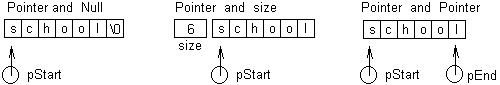 Pointer and Null
s c h o o l \0
pStart
Pointer and size
6 s c h o o l
size
pStart
Pointer and Pointer
s c h o o l
pStart
pEnd